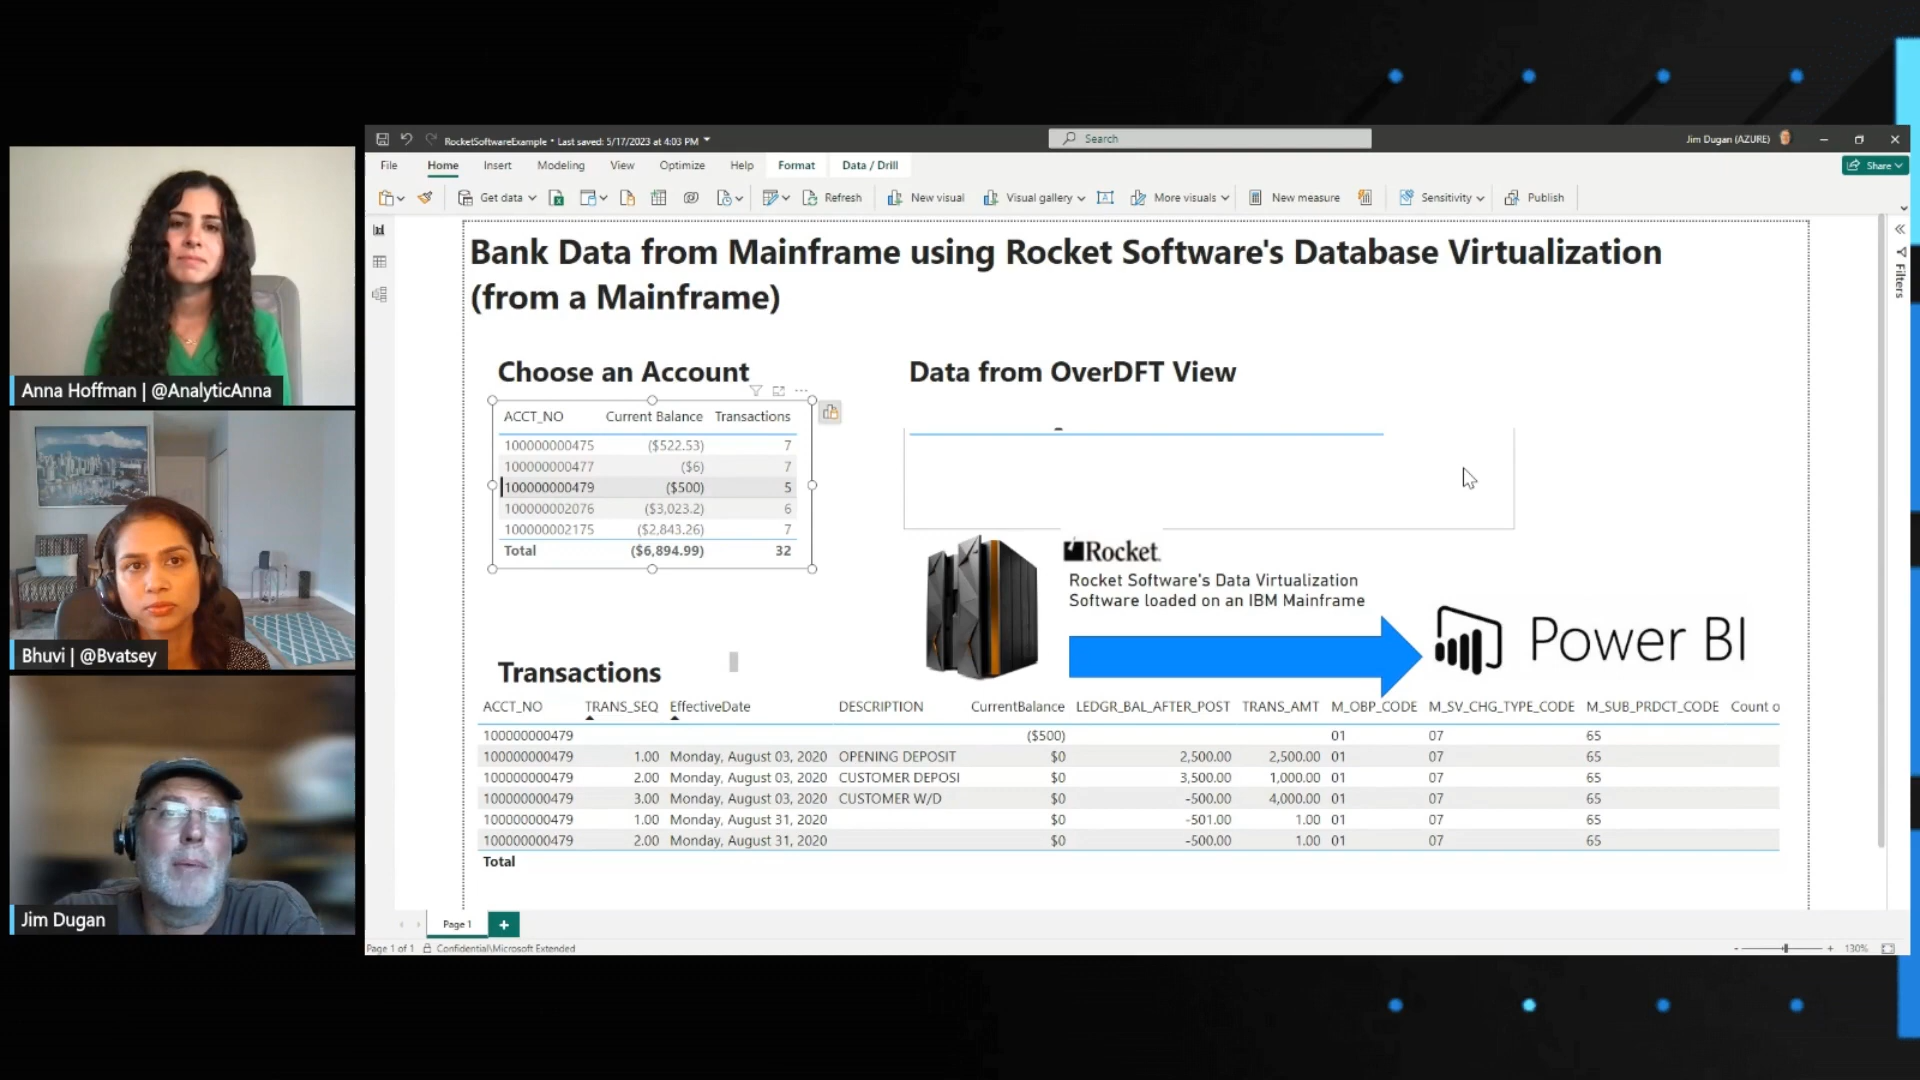 RocketSoftwareExample • Last saved: 5/17/2023 at 4:03 PM
Search
Jim Dugan (AZURE)
File Home Insert Modeling View Optimize Help Format Data / Drill
Share
Get data Refresh New visual Visual gallery More visuals New measure Sensitivity Publish
Bank Data from Mainframe using Rocket Software's Database Virtualization
(from a Mainframe)
Filters
Choose an Account
ACCT_NO Current Balance Transactions
100000000475 ($522.53) 7
100000000477 ($6) 7
100000000479 ($500) 5
100000002076 ($3,023.2) 6
100000002175 ($2,843.26) 7
Total ($6,894.99) 32
Data from OverDFT View
Rocket.
Rocket Software's Data Virtualization
Software loaded on an IBM Mainframe
Power BI
Transactions
ACCT_NO TRANS_SEQ EffectiveDate DESCRIPTION CurrentBalance LEDGR_BAL_AFTER_POST TRANS_AMT M_OBP_CODE M_SV_CHG_TYPE_CODE M_SUB_PRDCT_CODE Count o
100000000479 ($500) 01 07 65
100000000479 1.00 Monday, August 03, 2020 OPENING DEPOSIT $0 2,500.00 2,500.00 01 07 65
100000000479 2.00 Monday, August 03, 2020 CUSTOMER DEPOSI $0 3,500.00 1,000.00 01 07 65
100000000479 3.00 Monday, August 03, 2020 CUSTOMER W/D $0 -500.00 4,000.00 01 07 65
100000000479 1.00 Monday, August 31, 2020 $0 -501.00 1.00 01 07 65
100000000479 2.00 Monday, August 31, 2020 $0 -500.00 1.00 01 07 65
Total
Page 1 +
Page 1 of 1 Confidential\Microsoft Extended - + 130%
Anna Hoffman | @AnalyticAnna
Bhuvi | @Bvatsey
Jim Dugan